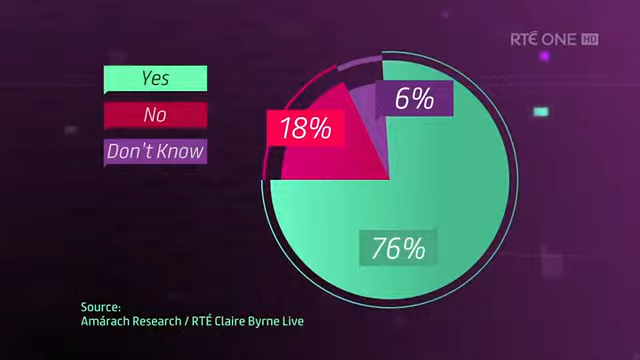 RTÉ ONE HD
Yes
No
Don't Know
18%
6%
76%
Source:
Amárach Research / RTÉ Claire Byrne Live